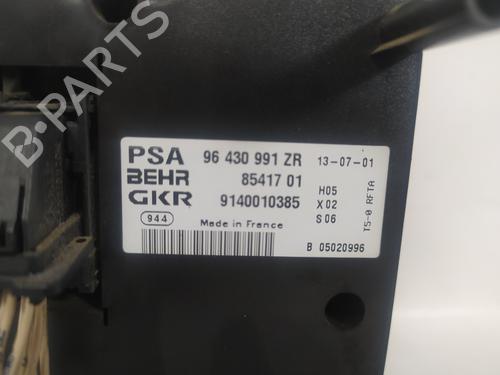 PSA 96 430 991 ZR 13-07-01
BEHR 85417 01 H05
GKR 9140010385 X02
944 Made in France S06
T5-0 RFTA
B 05020996
B-PARTS